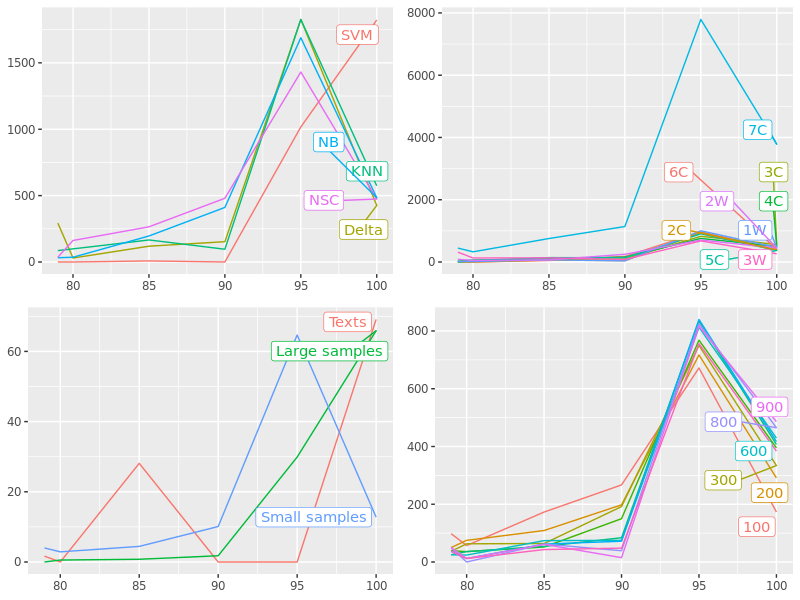 SVM
NB
KNN
NSC
Delta
1500
1000
500
0
80 85 90 95 100
8000
6000
4000
2000
0
7C
6C
3C
2W
4C
2C
1W
5C
3W
80 85 90 95 100
Texts
Large samples
Small samples
60
40
20
0
80 85 90 95 100
800
600
400
200
0
900
800
600
300
200
100
80 85 90 95 100